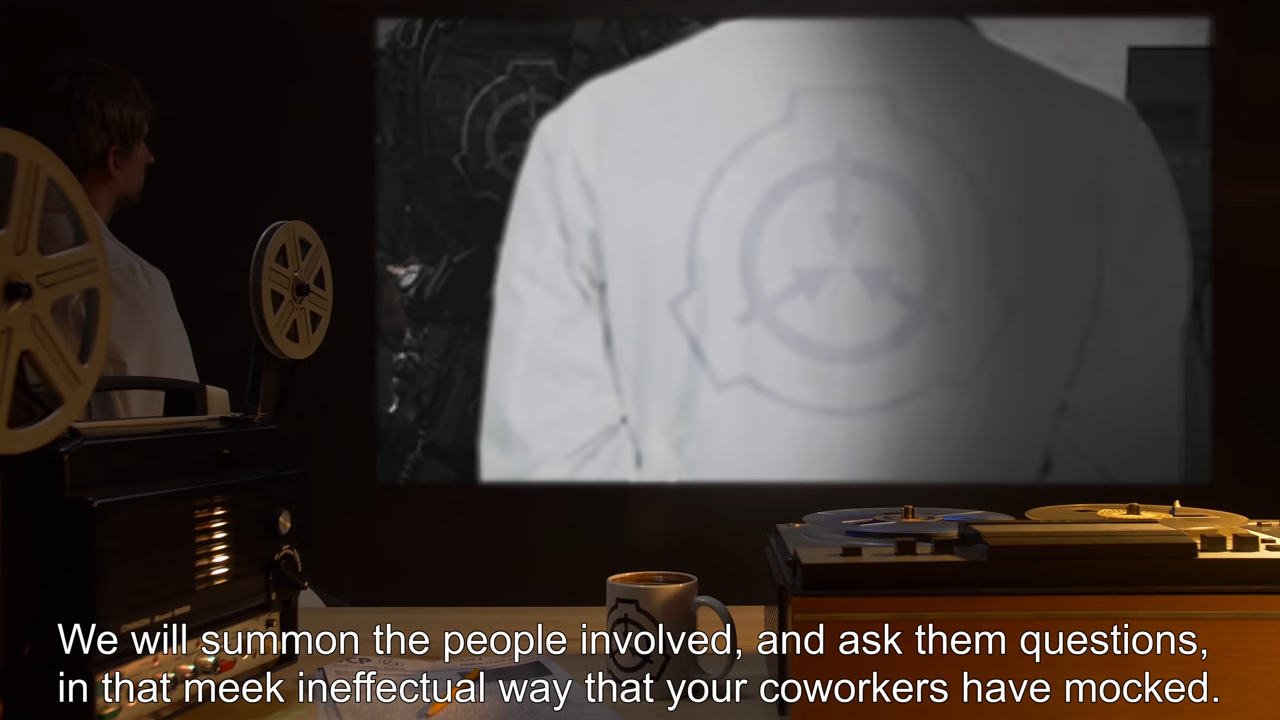 We will summon the people involved, and ask them questions,
in that meek ineffectual way that your coworkers have mocked.